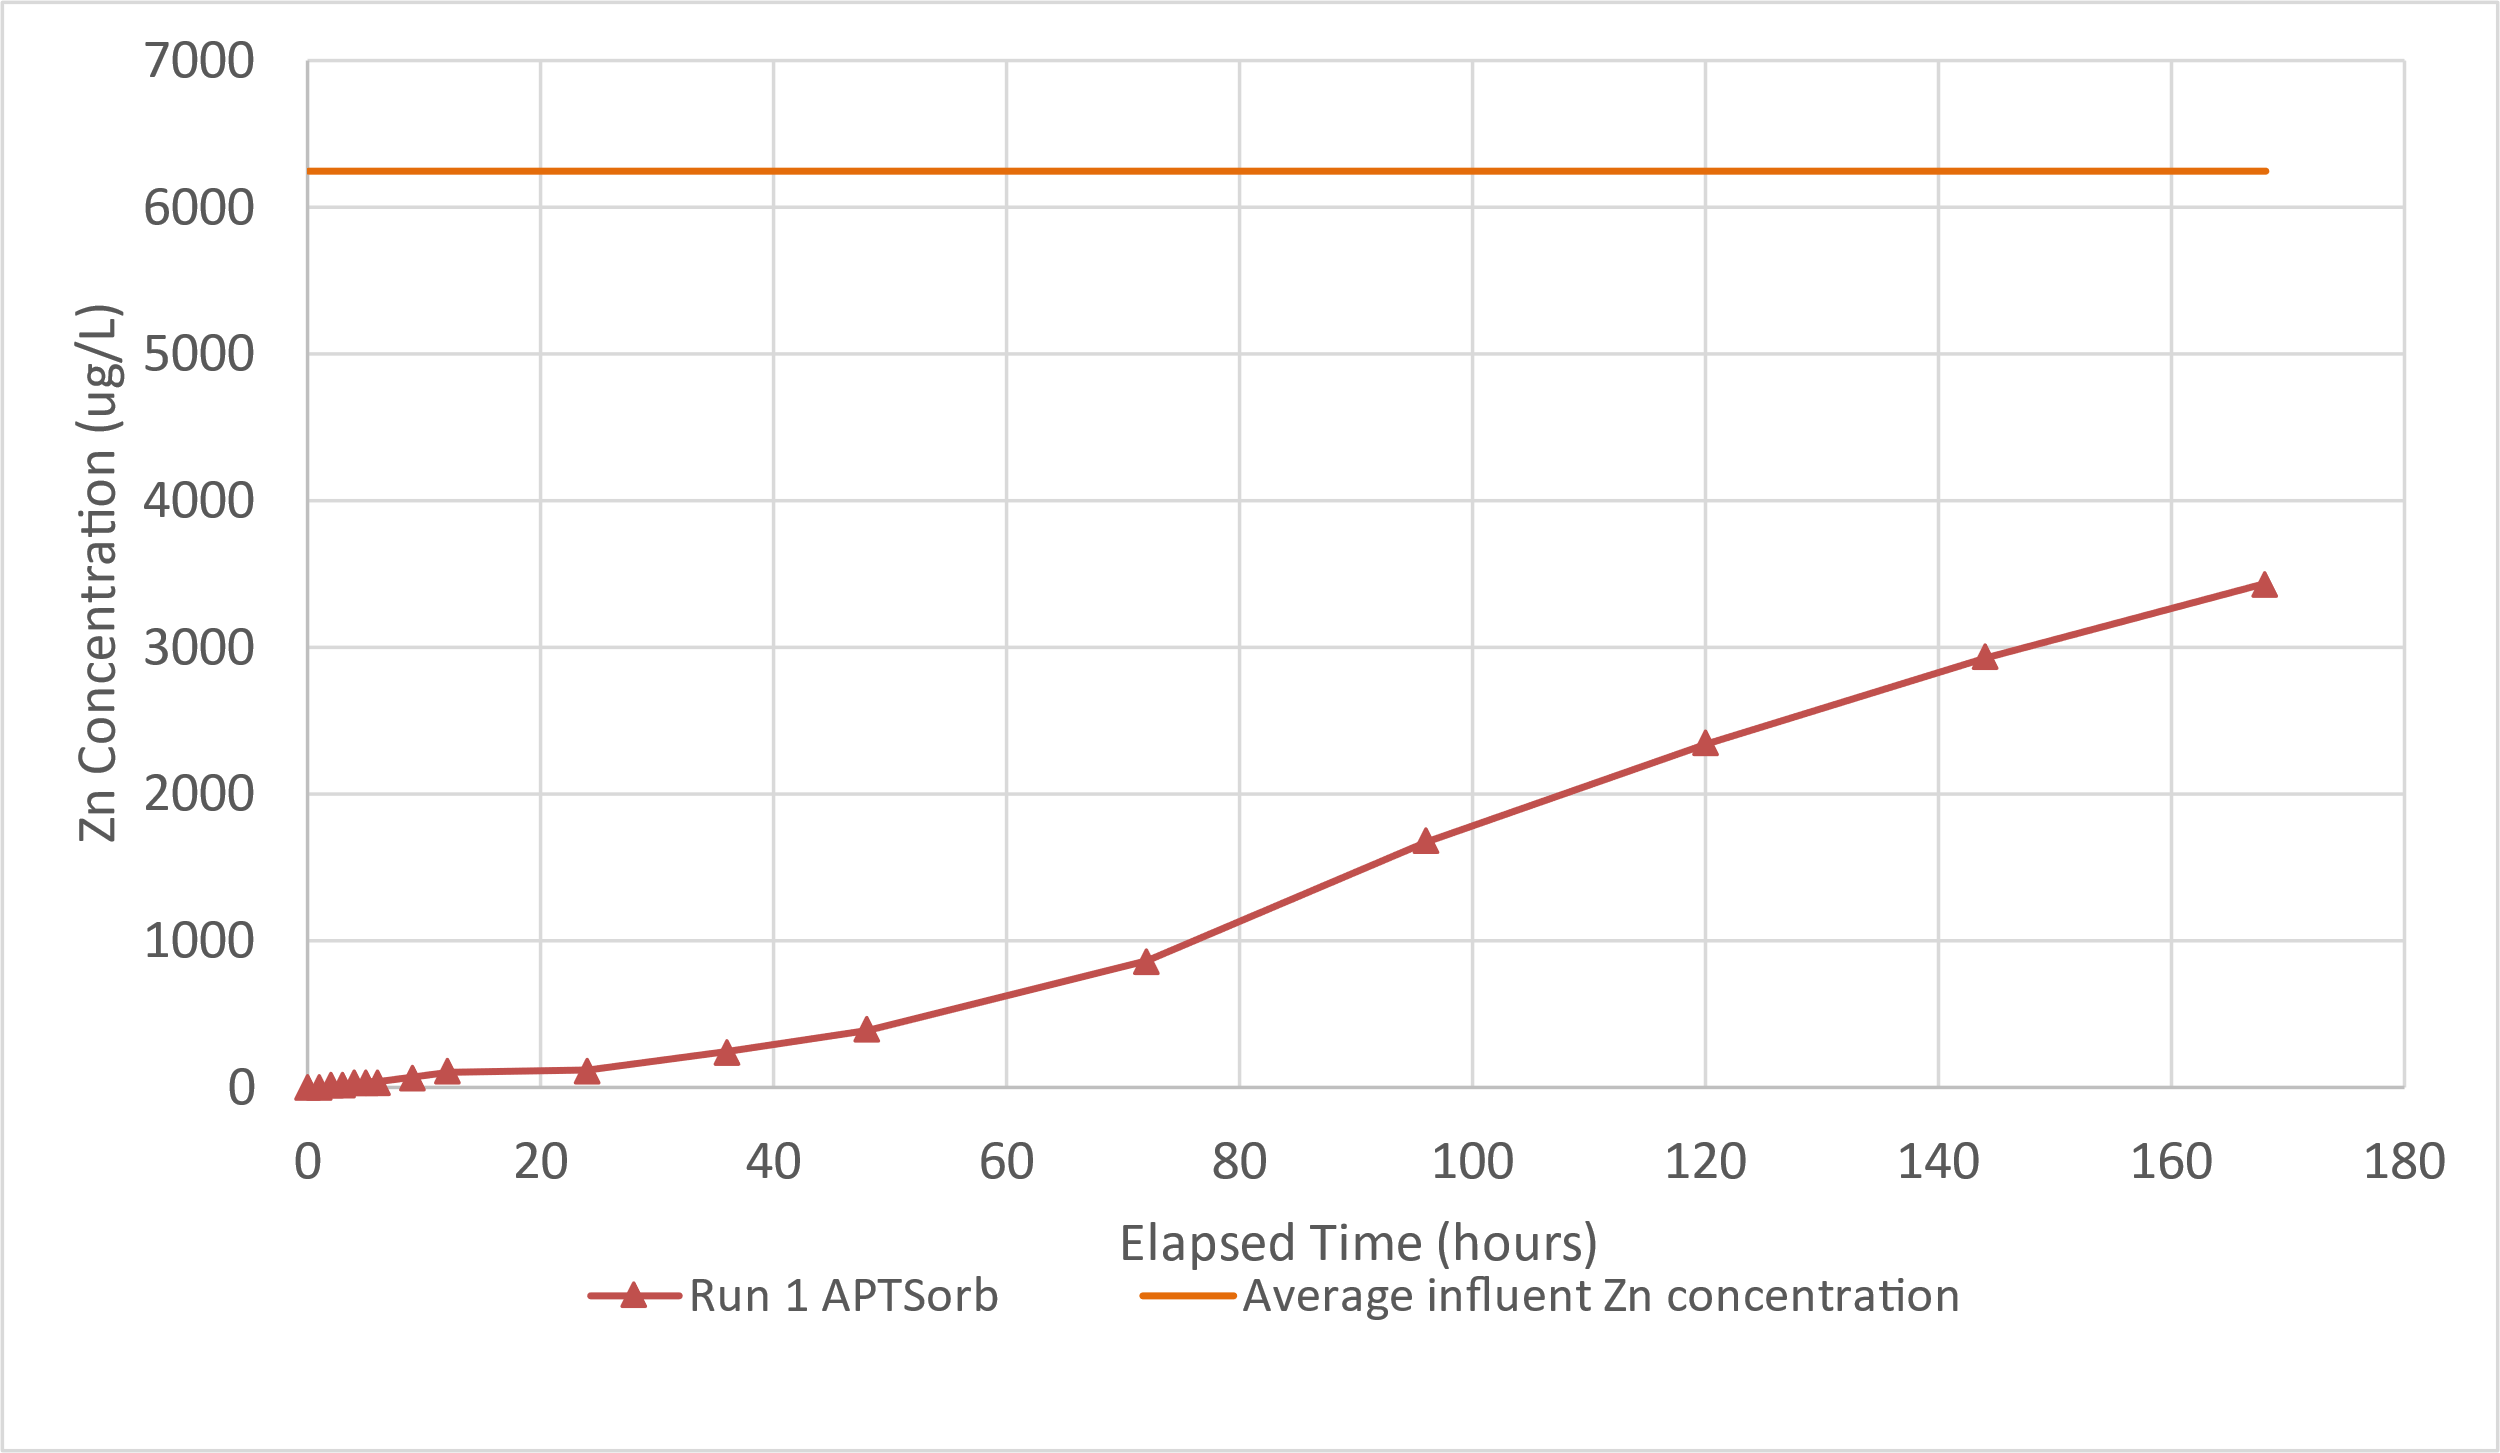 7000
6000
5000
4000
3000
2000
1000
0
Zn Concentration (ug/L)
0 20 40 60 80 100 120 140 160 180
Elapsed Time (hours)
Run 1 APTSorb Average influent Zn concentration